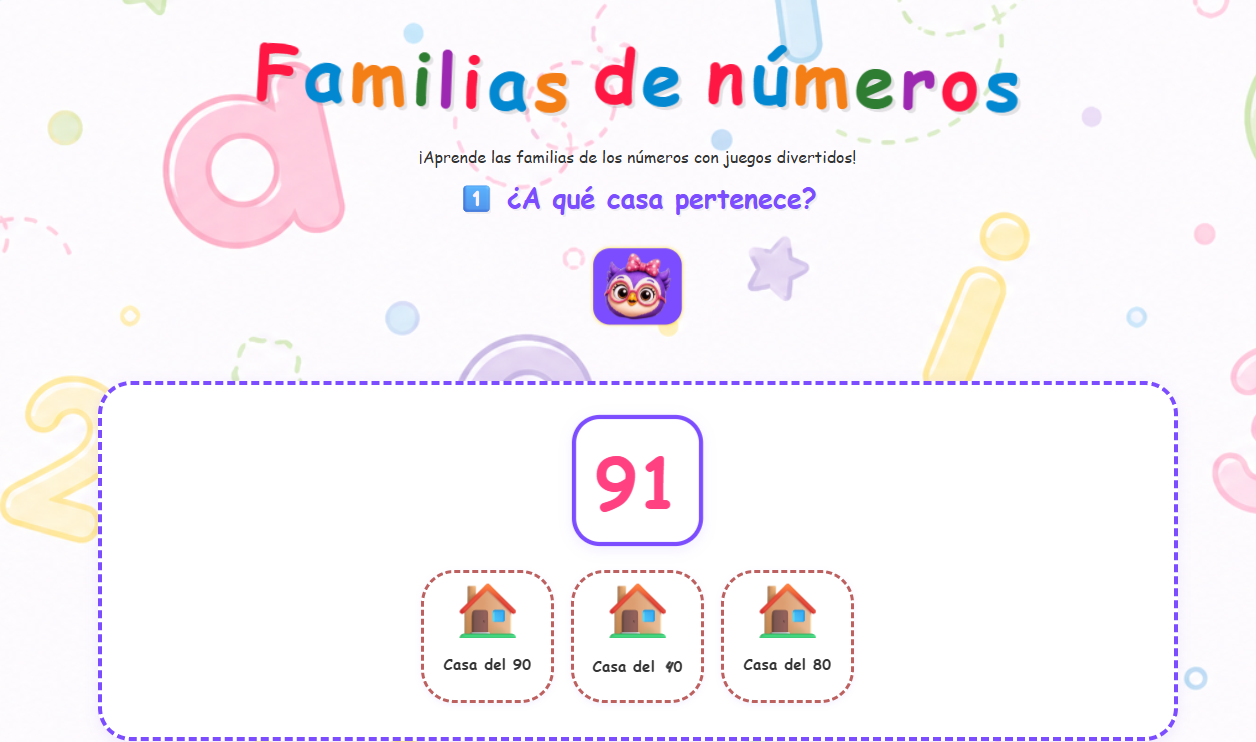 Familias de números
¡Aprende las familias de los números con juegos divertidos!
1 ¿A qué casa pertenece?
91
Casa del 90
Casa del
Casa del 80